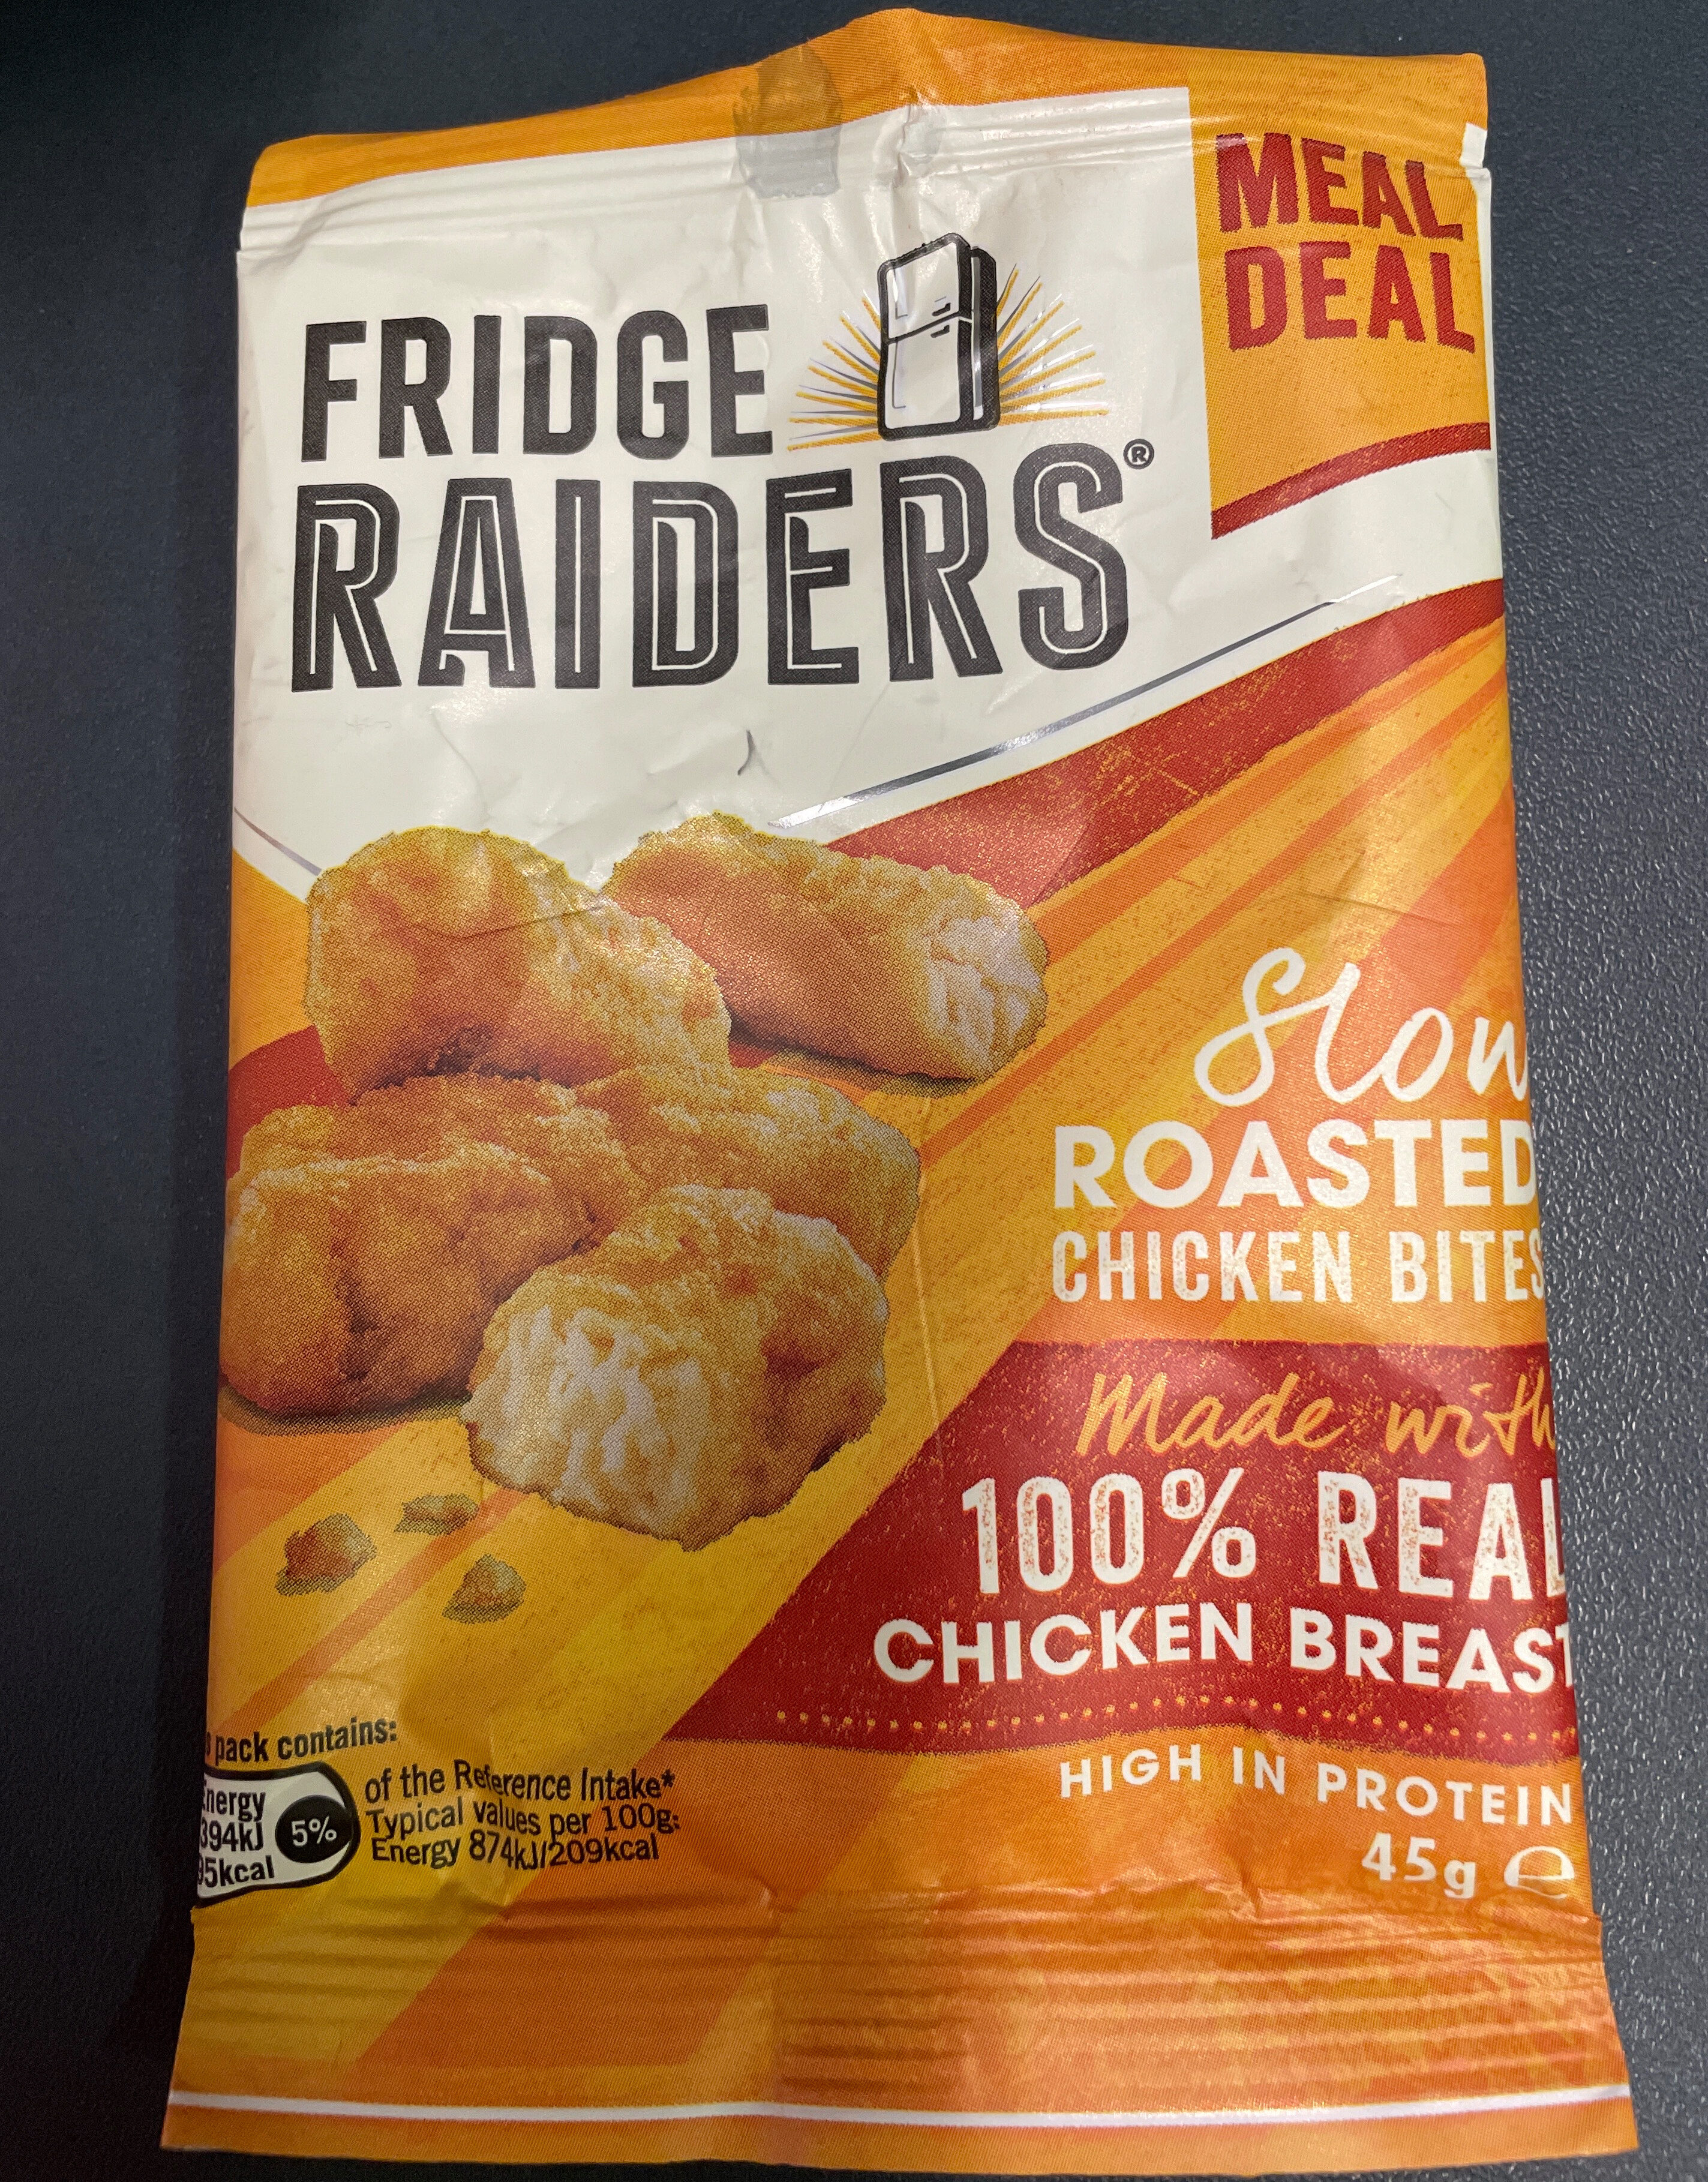 MEAL
DEAL
FRIDGE
RAIDERS®
Slow
ROASTED
CHICKEN BITES
Made with
100% REAL
CHICKEN BREAST
HIGH IN PROTEIN
45g ℮
pack contains:
Energy
394kJ
95kcal
5%
of the Reference Intake*
Typical values per 100g:
Energy 874kJ/209kcal